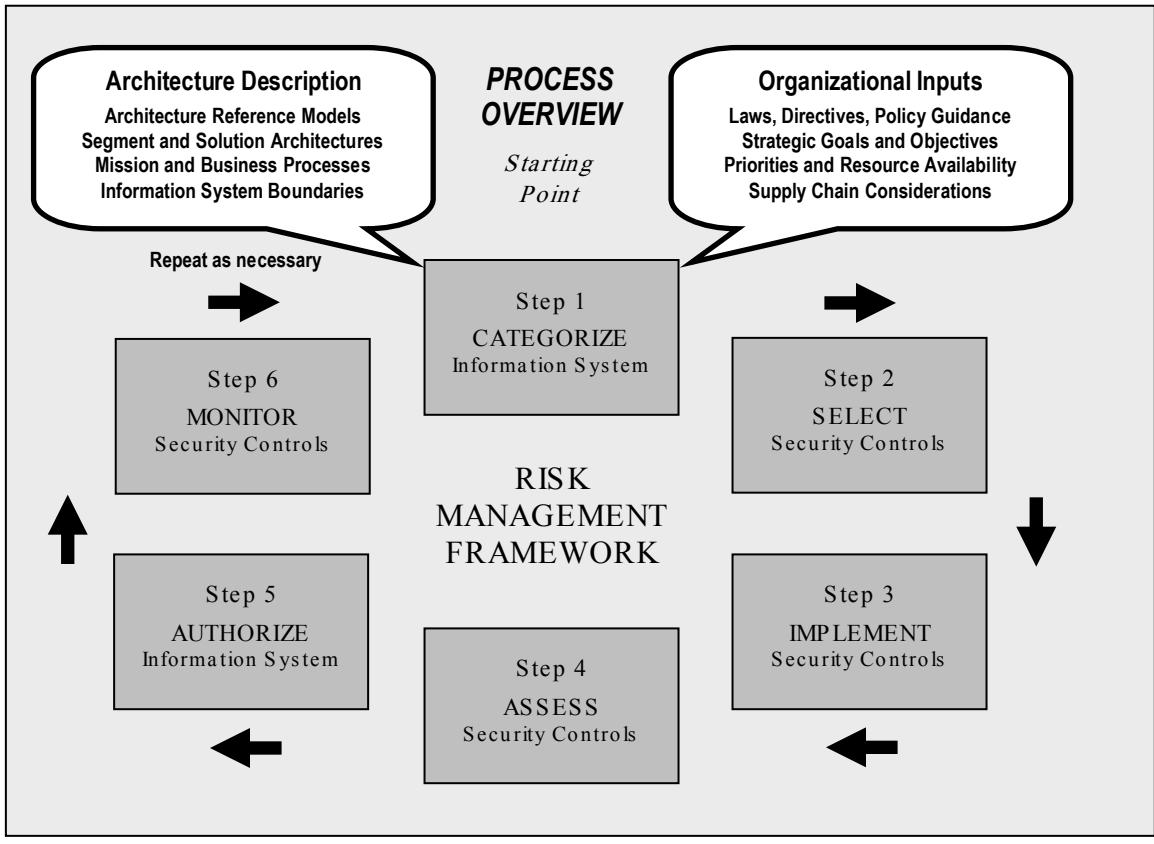 Architecture Description
Architecture Reference Models
Segment and Solution Architectures
Mission and Business Processes
Information System Boundaries
PROCESS
OVERVIEW
Starting
Point
Organizational Inputs
Laws, Directives, Policy Guidance
Strategic Goals and Objectives
Priorities and Resource Availability
Supply Chain Considerations
Repeat as necessary
Step 1
CATEGORIZE
Information System
Step 2
SELECT
Security Controls
Step 3
IMPLEMENT
Security Controls
Step 4
ASSESS
Security Controls
Step 5
AUTHORIZE
Information System
Step 6
MONITOR
Security Controls
RISK
MANAGEMENT
FRAMEWORK